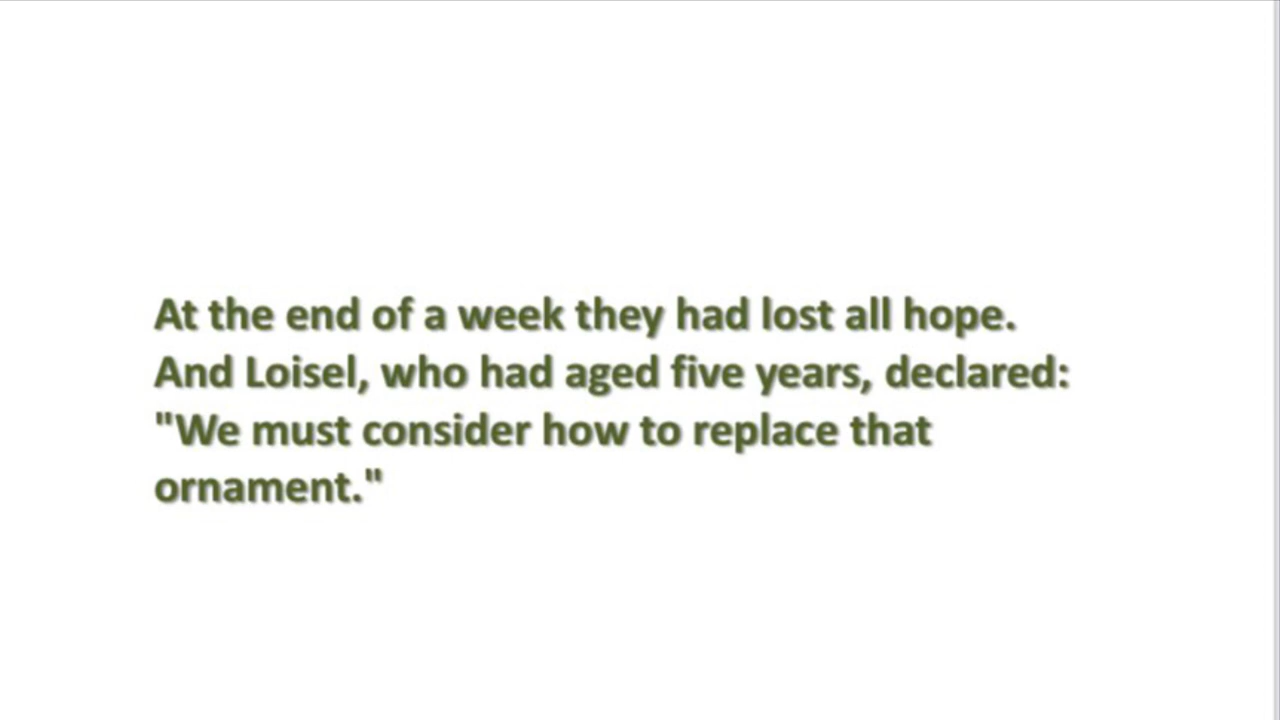 At the end of a week they had lost all hope.
And Loisel, who had aged five years, declared:
"We must consider how to replace that
ornament."